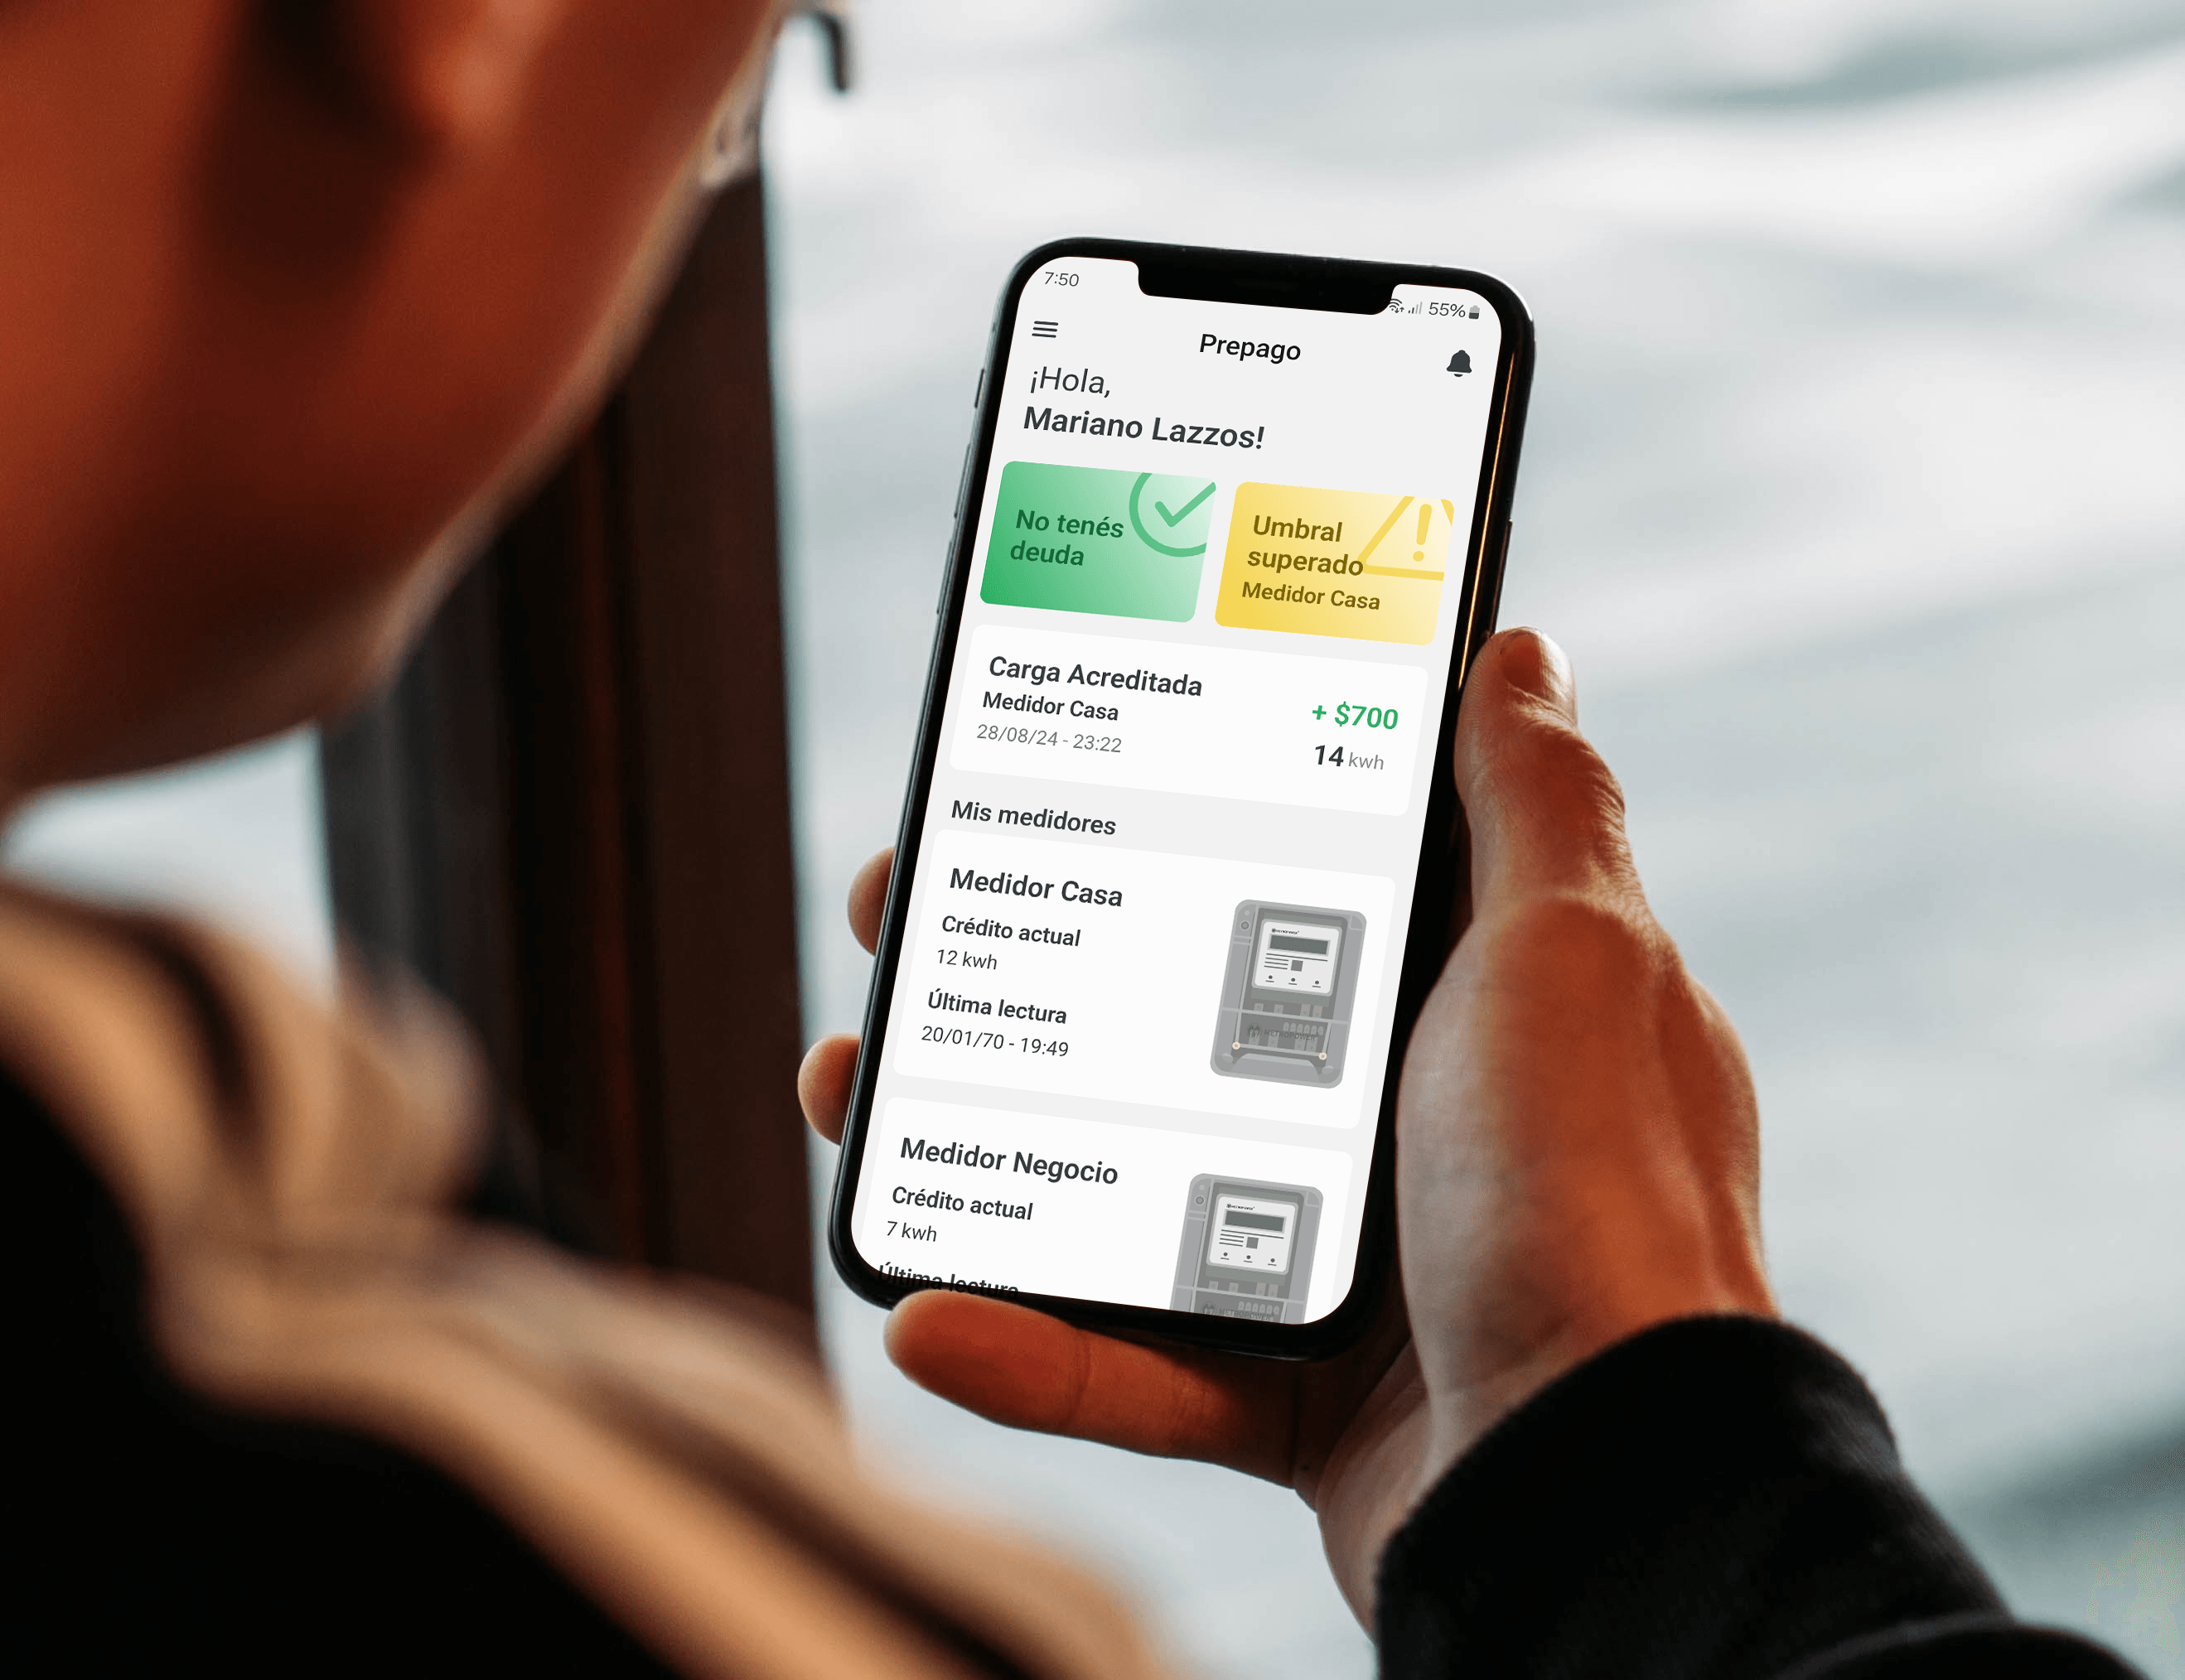 7:50
55%
Prepago
¡Hola,
Mariano Lazzos!
No tenés
deuda
Umbral
superado
Medidor Casa
Carga Acreditada
Medidor Casa
28/08/24 - 23:22
+ $700
14 kwh
Mis medidores
Medidor Casa
Crédito actual
12 kwh
Última lectura
20/01/70 - 19:49
Medidor Negocio
Crédito actual
7 kwh
Última lectura